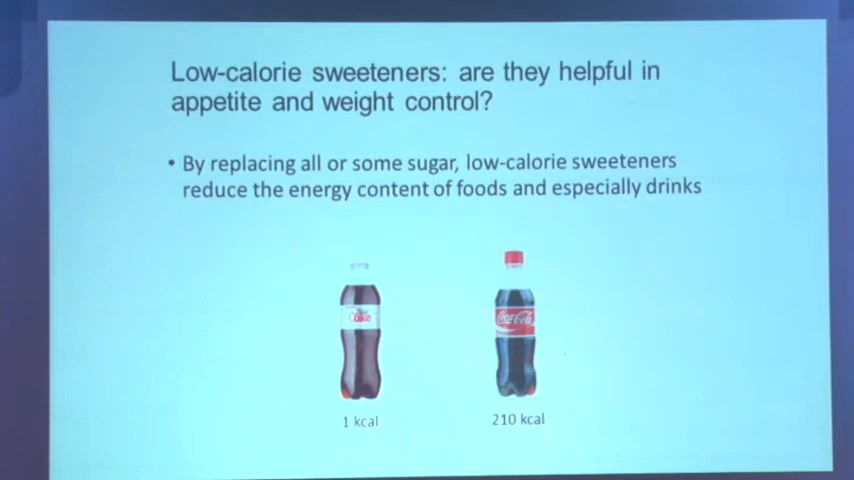 Low-calorie sweeteners: are they helpful in
appetite and weight control?
• By replacing all or some sugar, low-calorie sweeteners
reduce the energy content of foods and especially drinks
Coke
Coca-Cola
1 kcal
210 kcal